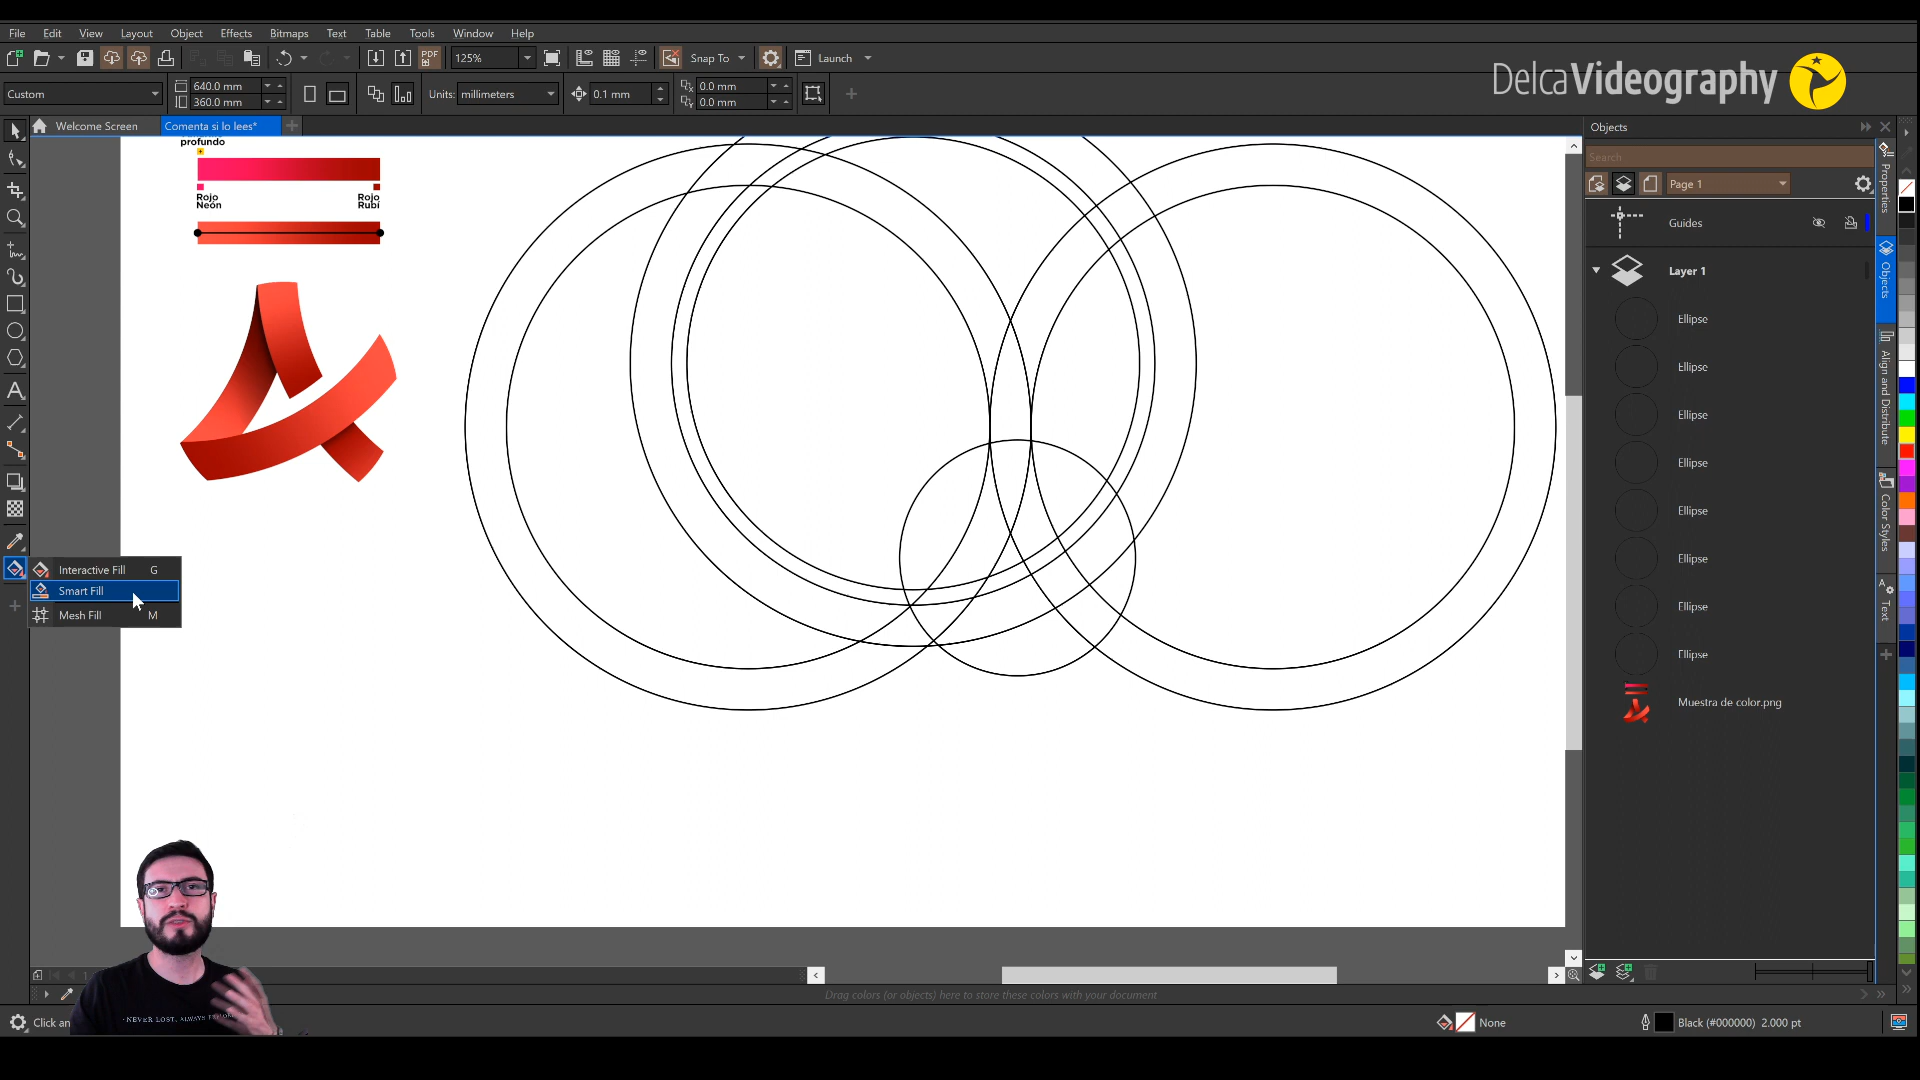 File Edit View Layout Object Effects Bitmaps Text Table Tools Window Help
PDF 125% Snap To Launch
DelcaVideography
Custom 640.0 mm 360.0 mm Units: millimeters 0.1 mm 0.0 mm 0.0 mm
Welcome Screen Comenta si lo lees*
Objects
Search
Page 1
Guides
Layer 1
Ellipse
Ellipse
Ellipse
Ellipse
Ellipse
Ellipse
Ellipse
Ellipse
Muestra de color.png
Properties
Objects
Align and Distribute
Color Styles
Text
profundo
Rojo
Neón
Rojo
Rubí
Interactive Fill G
Smart Fill
Mesh Fill M
Drag colors (or objects) here to store these colors with your document
Click an
None
Black (#000000) 2.000 pt